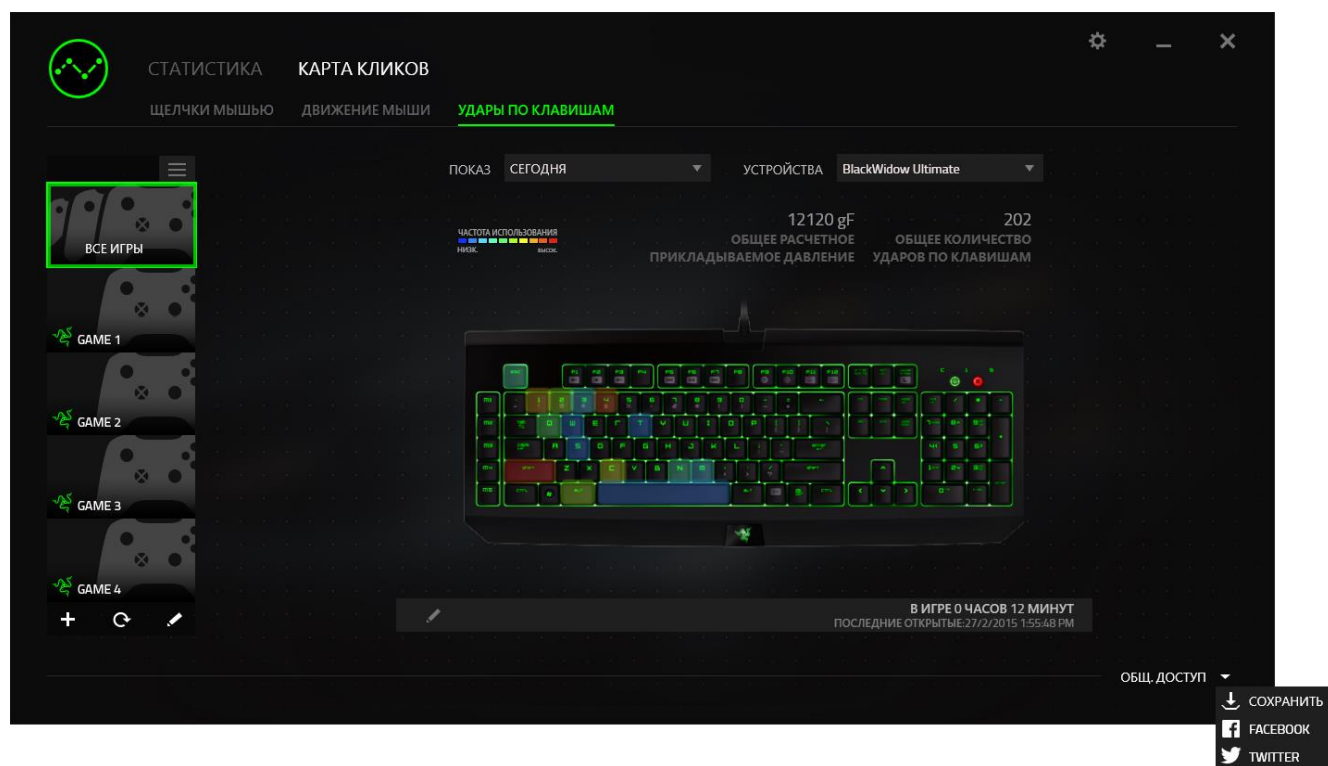 СТАТИСТИКА КАРТА КЛИКОВ
ЩЕЛЧКИ МЫШЬЮ ДВИЖЕНИЕ МЫШИ УДАРЫ ПО КЛАВИШАМ
ПОКАЗ СЕГОДНЯ УСТРОЙСТВА BlackWidow Ultimate
ВСЕ ИГРЫ
GAME 1
GAME 2
GAME 3
GAME 4
ЧАСТОТА ИСПОЛЬЗОВАНИЯ
НИЗК. ВЫСОК.
12120 gF
ОБЩЕЕ РАСЧЕТНОЕ
ПРИКЛАДЫВАЕМОЕ ДАВЛЕНИЕ
202
ОБЩЕЕ КОЛИЧЕСТВО
УДАРОВ ПО КЛАВИШАМ
В ИГРЕ 0 ЧАСОВ 12 МИНУТ
ПОСЛЕДНИЕ ОТКРЫТЫЕ:27/2/2015 1:55:48 PM
ОБЩ. ДОСТУП
СОХРАНИТЬ
FACEBOOK
TWITTER